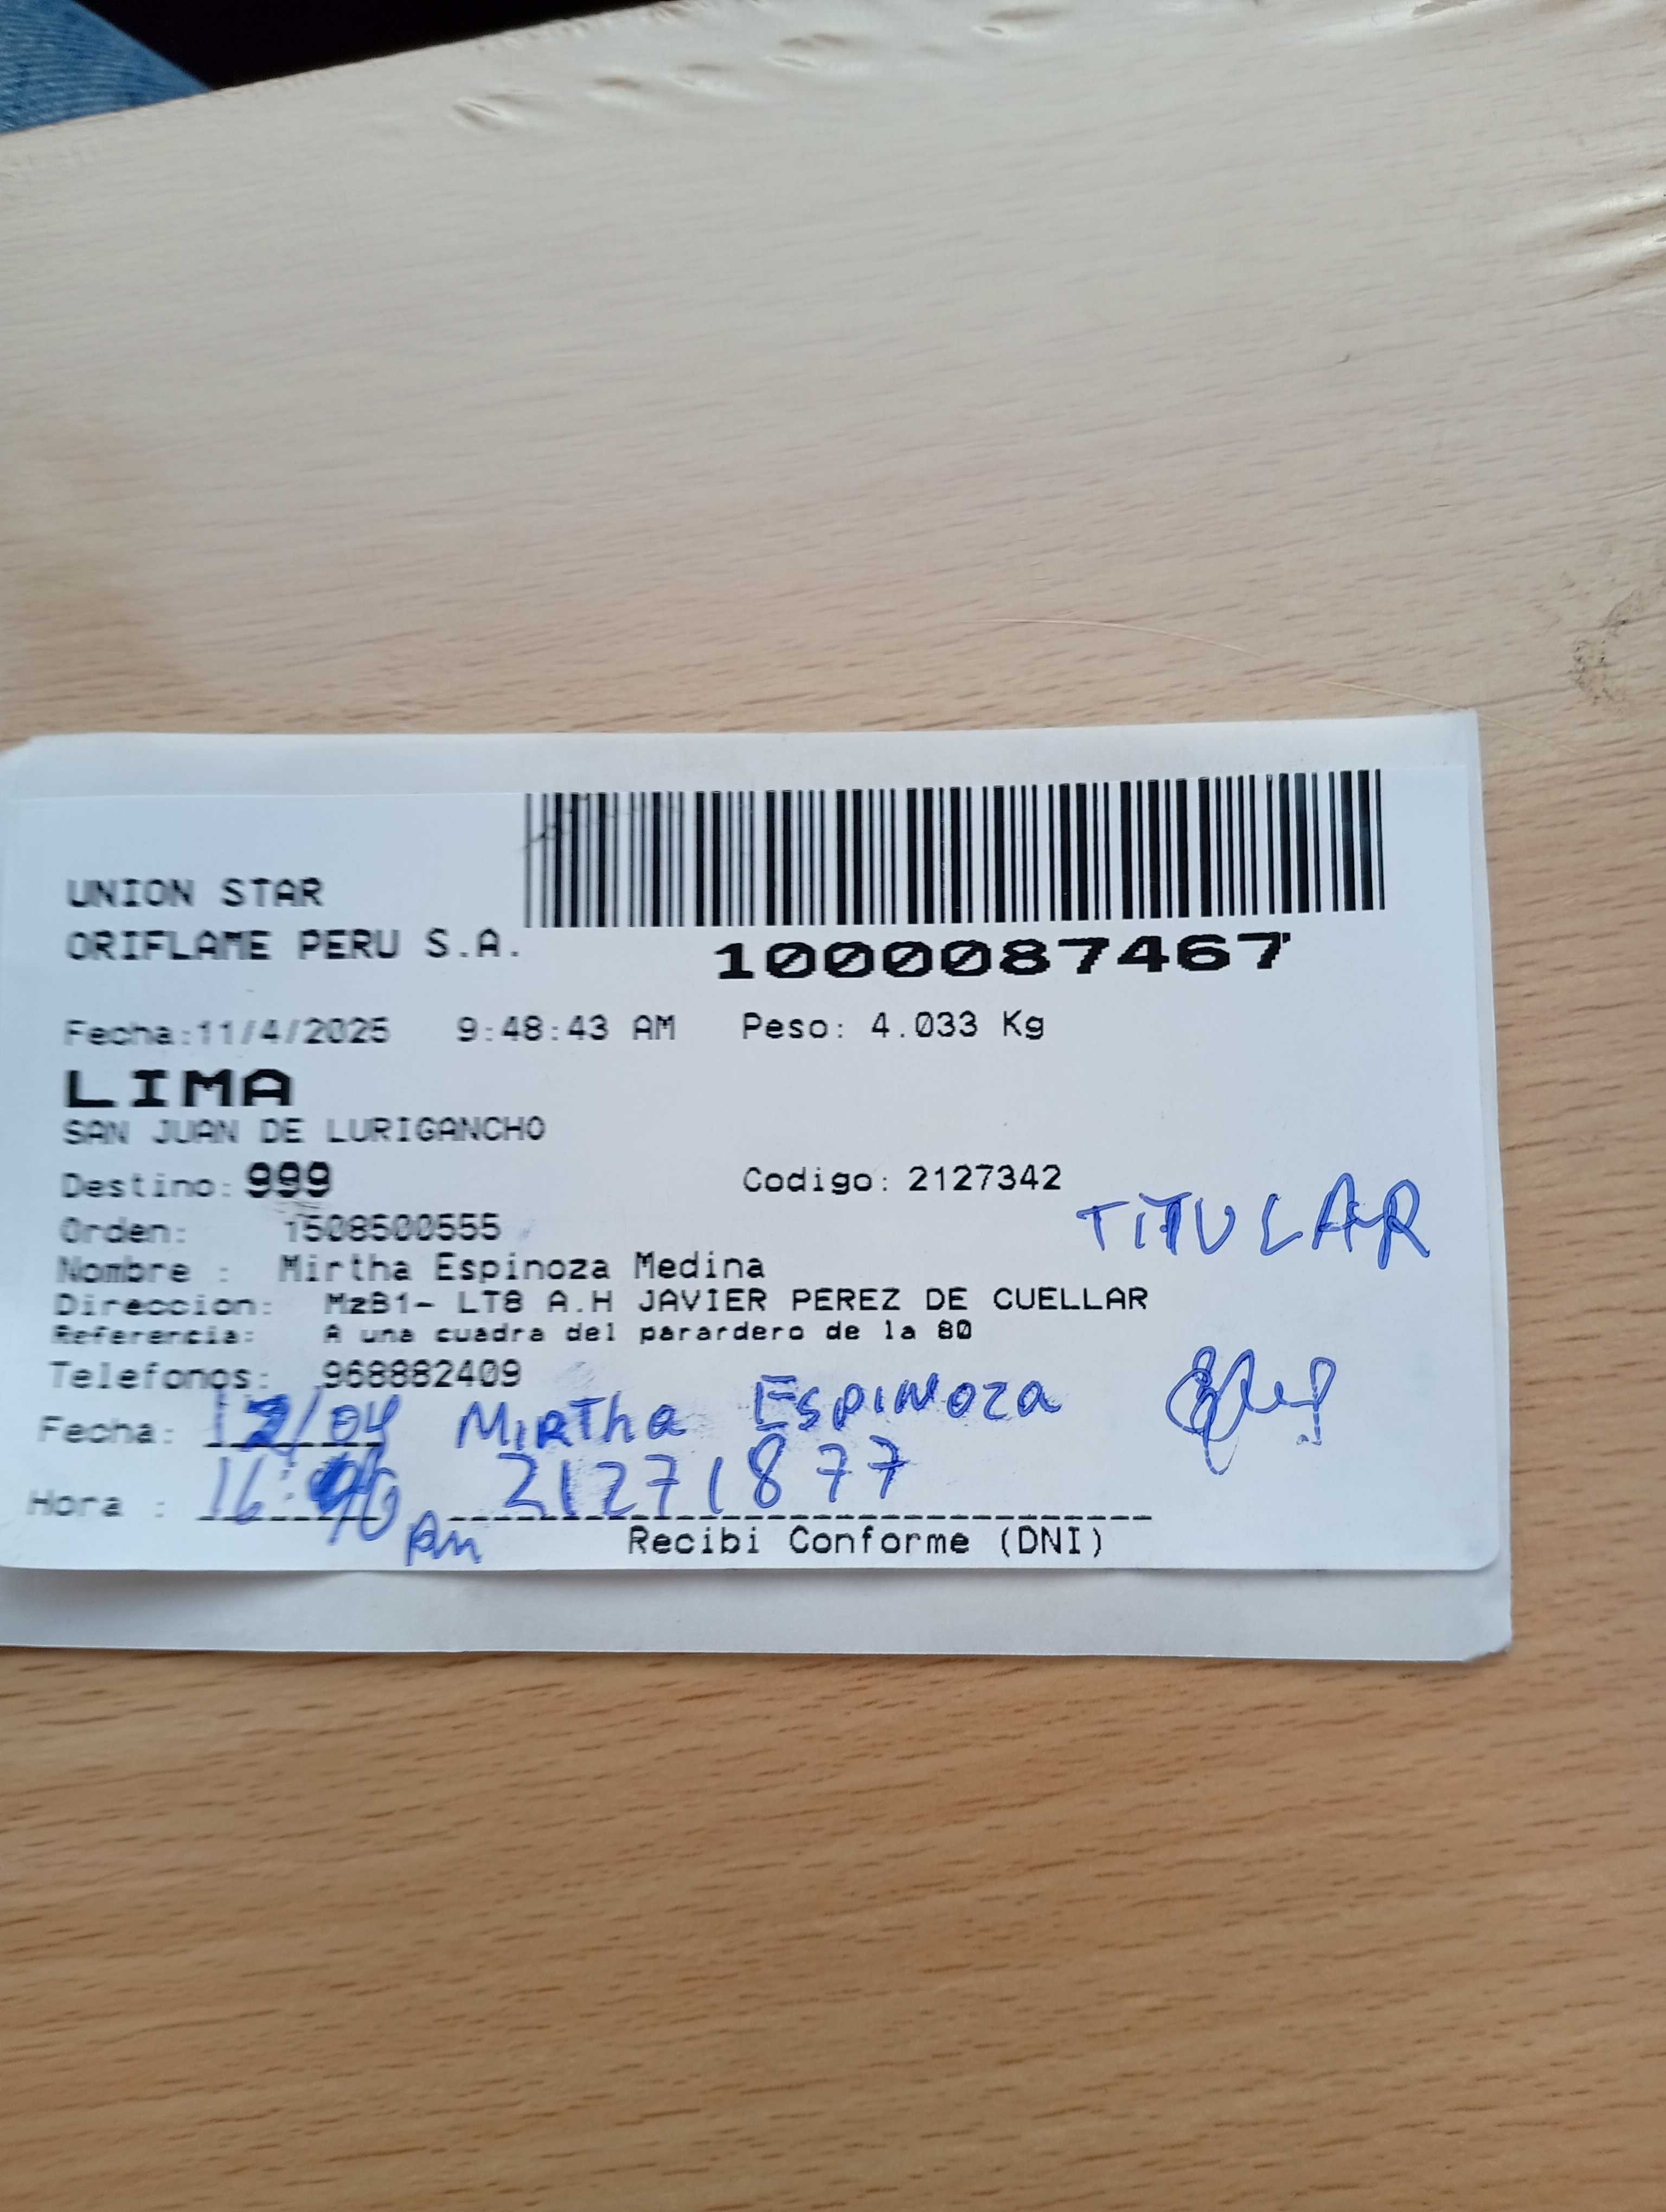 UNION STAR
ORIFLAME PERU S.A.
1000087467
Fecha:11/4/2025 9:48:43 AM Peso: 4.033 Kg
LIMA
SAN JUAN DE LURIGANCHO
Destino: 999 Codigo: 2127342
TITULAR
Orden: 1508500555
Nombre : Mirtha Espinoza Medina
Direccion: MzB1- LT8 A.H JAVIER PEREZ DE CUELLAR
Referencia: A una cuadra del parardero de la 80
Telefonos: 968882409
Fecha: 12/04 MIRTha ESPINOZA
Hora : 21271877
Recibi Conforme (DNI)